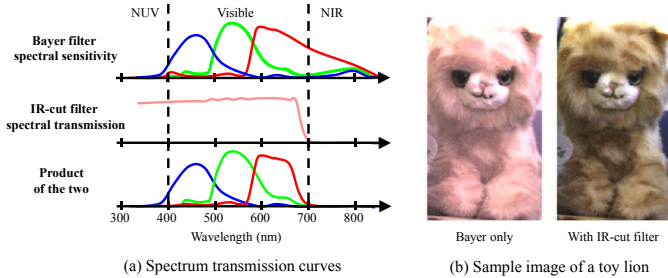 NUV Visible NIR
Bayer filter
spectral sensitivity
IR-cut filter
spectral transmission
Product
of the two
300 400 500 600 700 800
Wavelength (nm)
Bayer only With IR-cut filter
(a) Spectrum transmission curves (b) Sample image of a toy lion